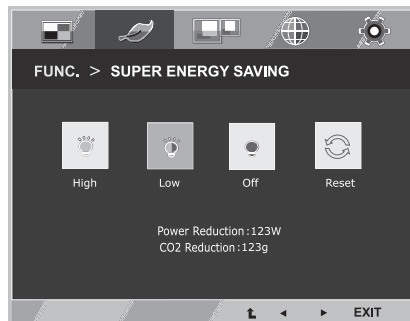 FUNC. > SUPER ENERGY SAVING
High Low Off Reset
Power Reduction:123W
CO2 Reduction:123g
EXIT